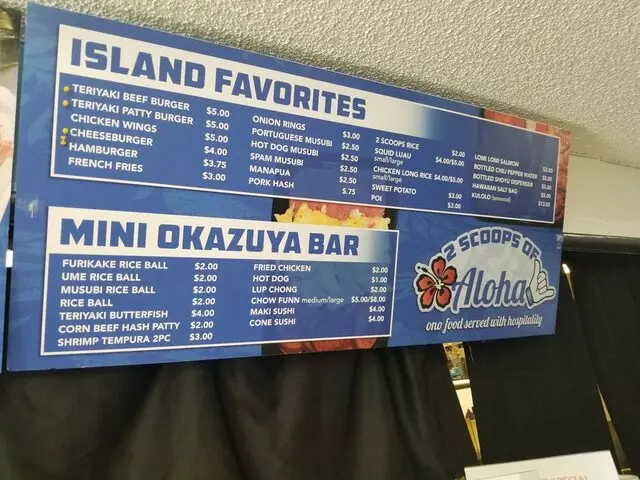 ISLAND FAVORITES
TERIYAKI BEEF BURGER $5.00
TERIYAKI PATTY BURGER $5.00
CHICKEN WINGS $5.00
CHEESEBURGER $4.00
HAMBURGER $3.75
FRENCH FRIES $3.00
ONION RINGS $3.00
PORTUGUESE MUSUBI $2.50
HOT DOG MUSUBI $2.50
SPAM MUSUBI $2.50
MANAPUA $2.50
PORK HASH $.75
2 SCOOPS RICE $2.00
SQUID LUAU $4.00/$5.00
small/large
CHICKEN LONG RICE $4.00/$5.00
small/large
SWEET POTATO $3.00
POI $3.00
LOMI LOMI SALMON $2.00
BOTTLED CHILI PEPPER WATER
BOTTLED SHOYU DISPENSER
HAWAIIAN SALT BAG
KULOLO (seasonal)
MINI OKAZUYA BAR
FURIKAKE RICE BALL $2.00
UME RICE BALL $2.00
MUSUBI RICE BALL $2.00
RICE BALL $2.00
TERIYAKI BUTTERFISH $4.00
CORN BEEF HASH PATTY $2.00
SHRIMP TEMPURA 2PC $3.00
FRIED CHICKEN $2.00
HOT DOG $1.00
LUP CHONG $2.00
CHOW FUNN medium/large $5.00/$8.00
MAKI SUSHI $4.00
CONE SUSHI $4.00
2 SCOOPS OF
Aloha
ono food served with hospitality
SPECIAL